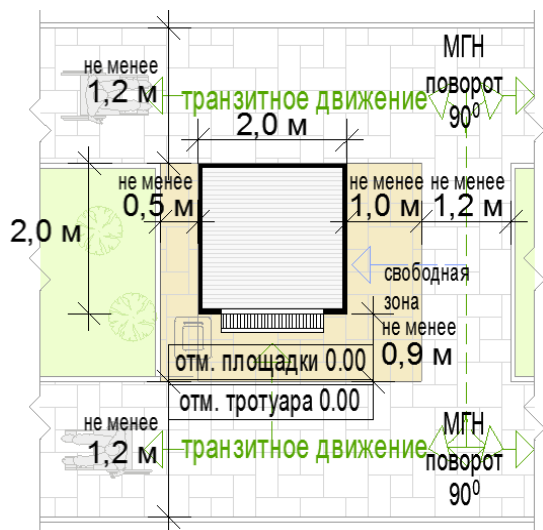 МГН
не менее
1,2 м
транзитное движение
поворот
90⁰
2,0 м
не менее
0,5 м
не менее
1,0 м
не менее
1,2 м
2,0 м
свободная
зона
не менее
0,9 м
отм. площадки 0.00
отм. тротуара 0.00
не менее
1,2 м
транзитное движение
МГН
поворот
90⁰